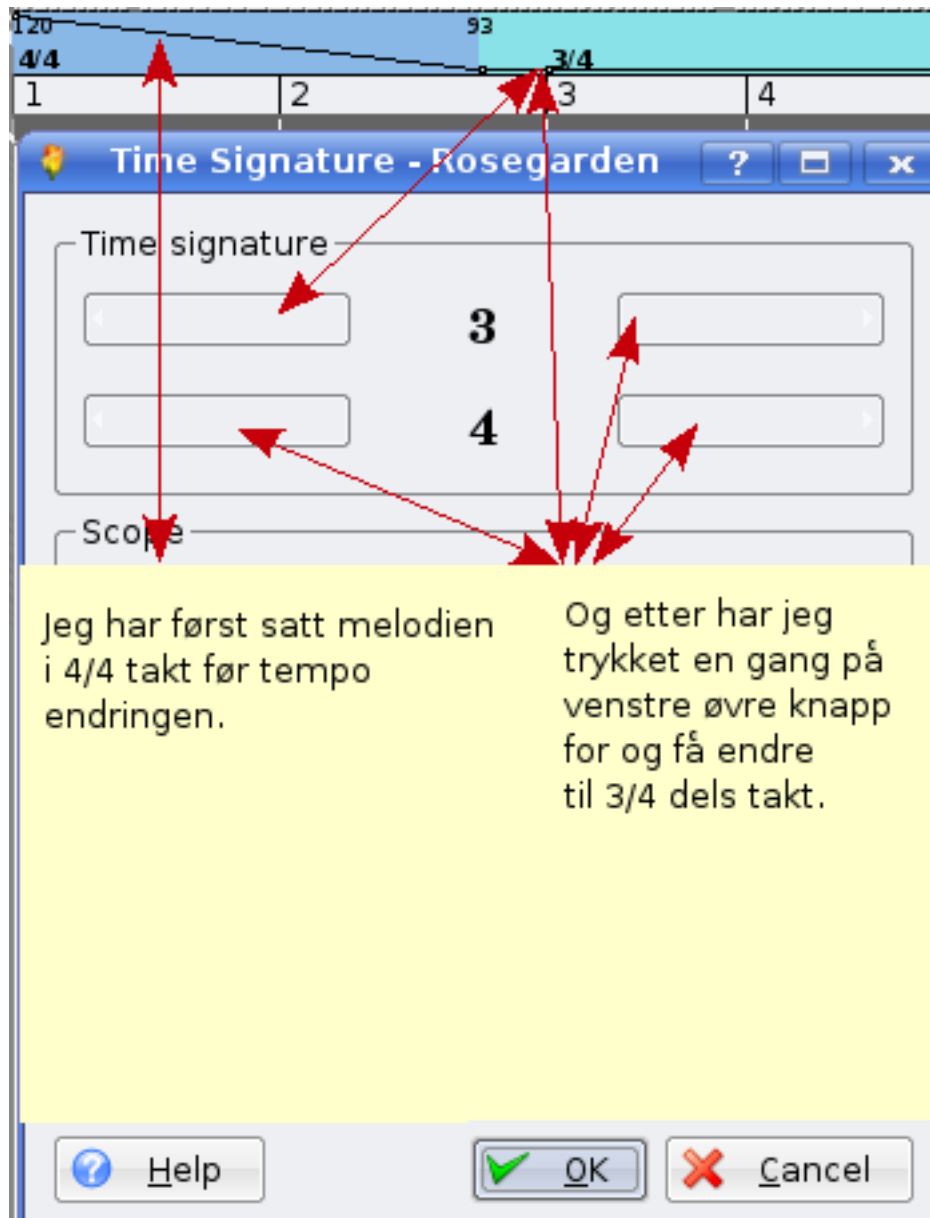 120 93
4/4 3/4
1 2 3 4
Time Signature - Rosegarden ?
Time signature
3
4
Scope
Jeg har først satt melodien
i 4/4 takt før tempo
endringen.
Og etter har jeg
trykket en gang på
venstre øvre knapp
for og få endre
til 3/4 dels takt.
Help OK Cancel